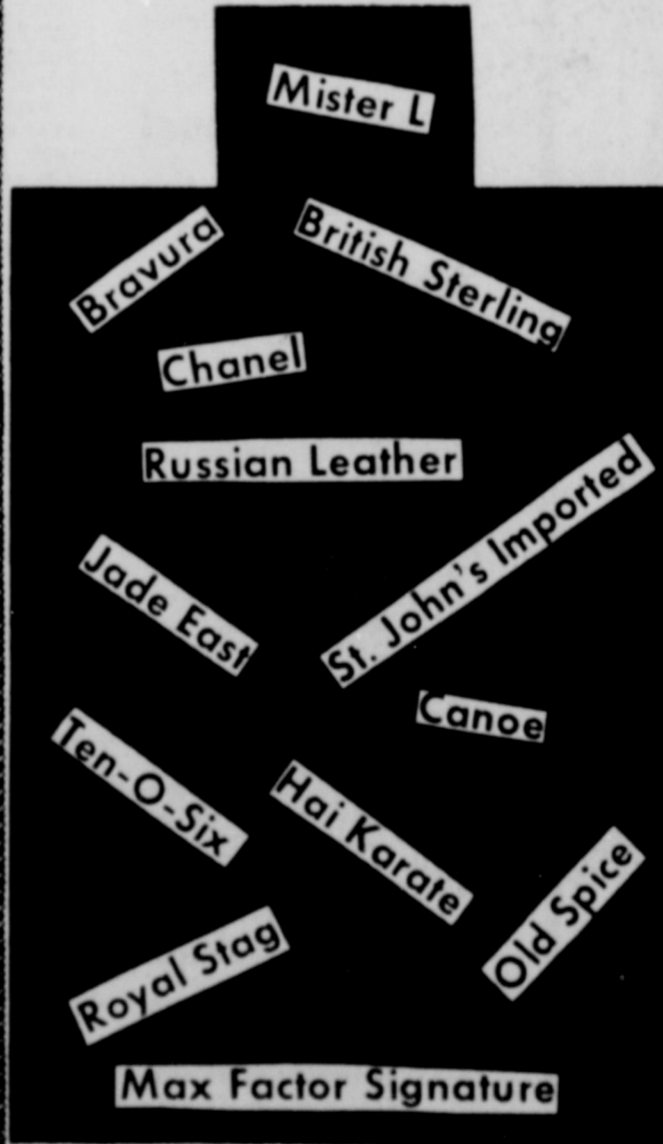 Mister L
Bravura
British Sterling
Chanel
Russian Leather
St. John's Imported
Jade East
Canoe
Ten-O-Six
Hai Karate
Old Spice
Royal Stag
Max Factor Signature